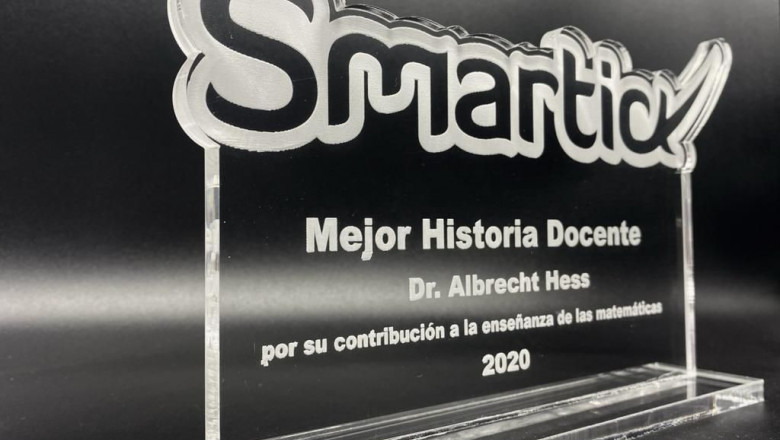 Smartick
Mejor Historia Docente
Dr. Albrecht Hess
por su contribución a la enseñanza de las matemáticas
2020